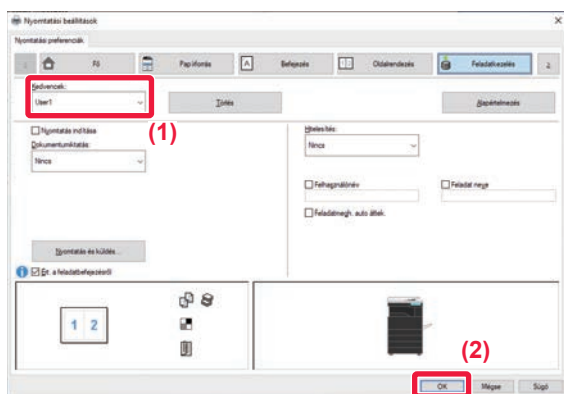 Nyomtatási beállítások
Nyomtatási preferenciák
Fő
Papírforrás
Befejezés
Oldalrendezés
Feladatkezelés
Kedvencek:
User1
Törlés
Alapértelmezés
(1)
Nyomtatás indítása
Dokumentumiktatás:
Nincs
Hitelesítés:
Nincs
Felhasználónév
Feladat neve
Feladatmegh. auto áttek.
Nyomtatás és küldés...
Ért. a feladatbefejezésről
1 2
(2)
OK
Mégse
Súgó